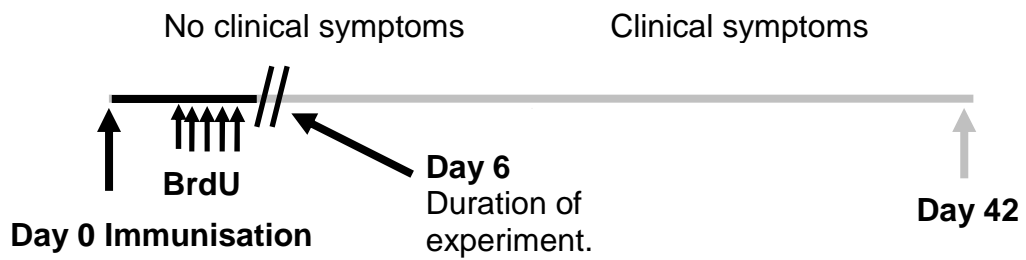 No clinical symptoms
Clinical symptoms
BrdU
Day 0 Immunisation
Day 6
Duration of
experiment.
Day 42